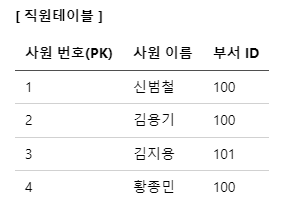 [ 직원테이블 ]
사원 번호(PK) 사원 이름 부서 ID
1 신범철 100
2 김용기 100
3 김지용 101
4 황종민 100